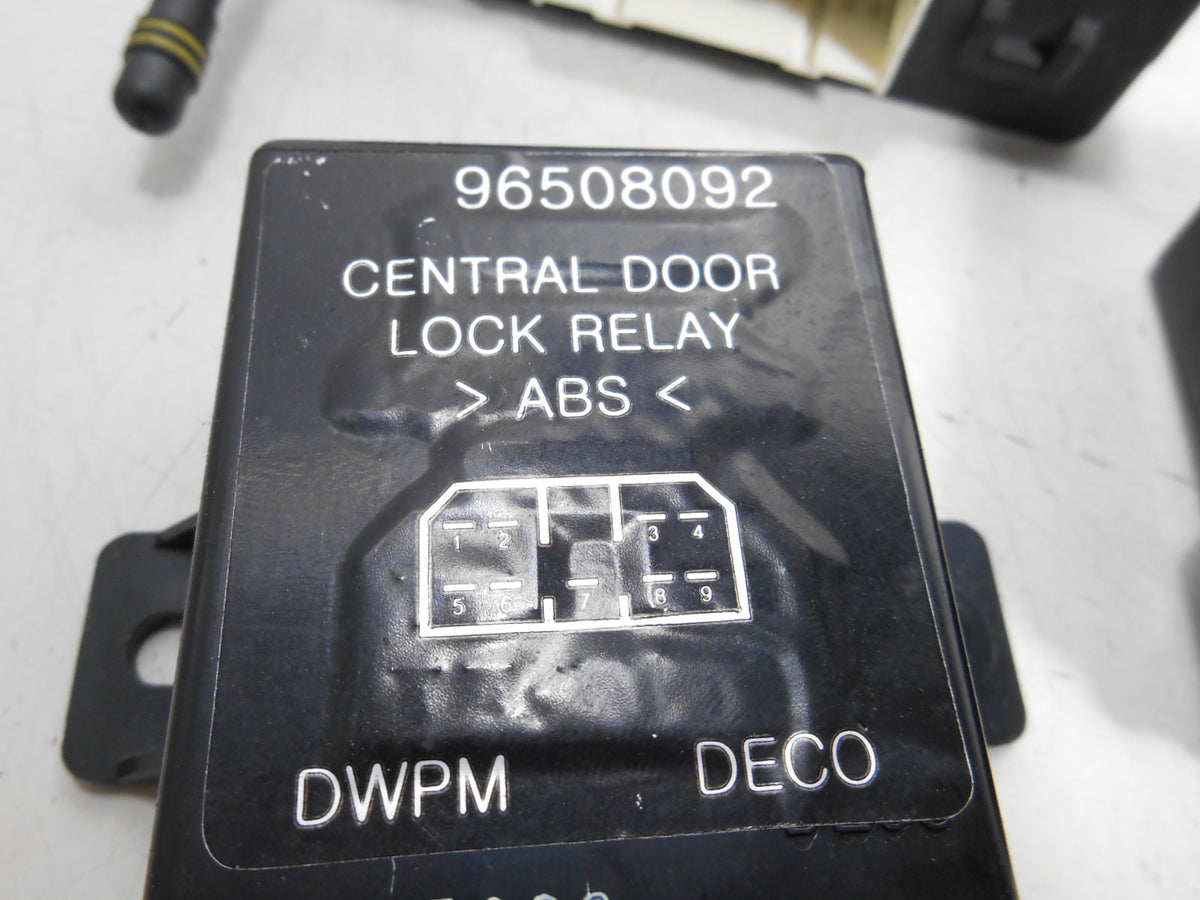 96508092
CENTRAL DOOR
LOCK RELAY
> ABS <
1 2 3 4
5 6 7 8 9
DWPM DECO